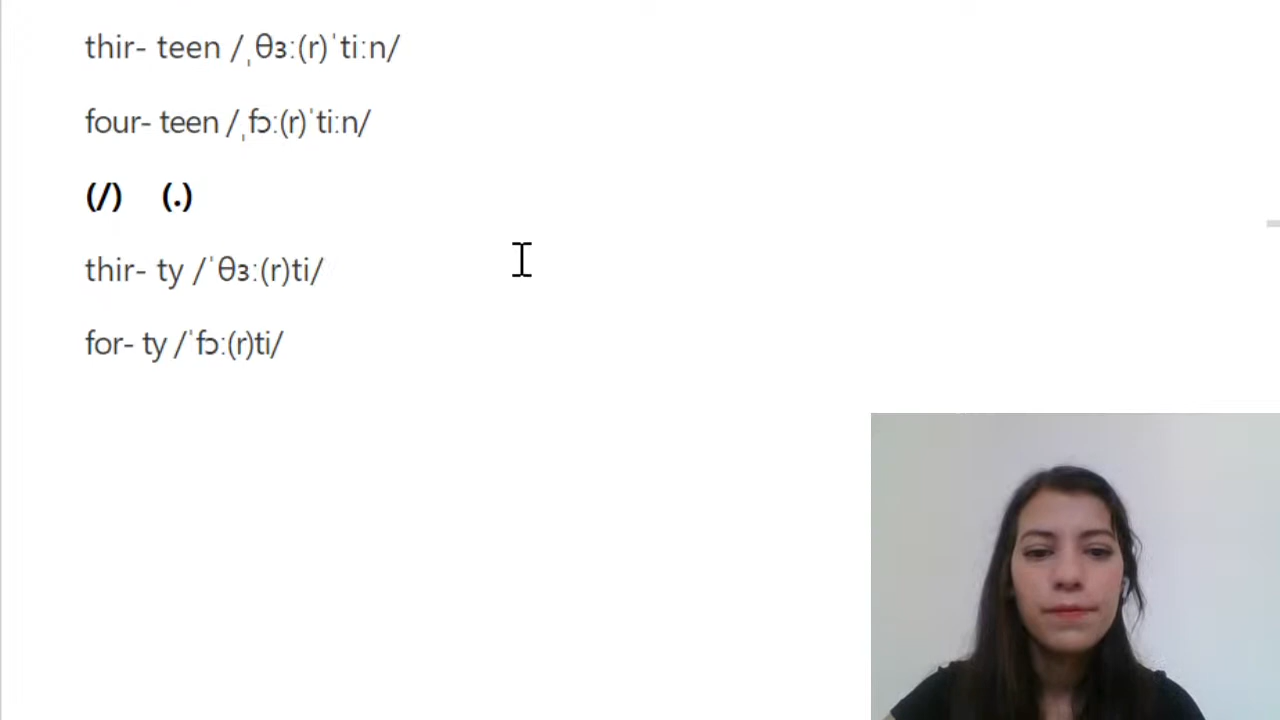 thir- teen /ˌθɜː(r)ˈtiːn/
four- teen /ˌfɔː(r)ˈtiːn/
(/) (.)
thir- ty /ˈθɜː(r)ti/
for- ty /ˈfɔː(r)ti/